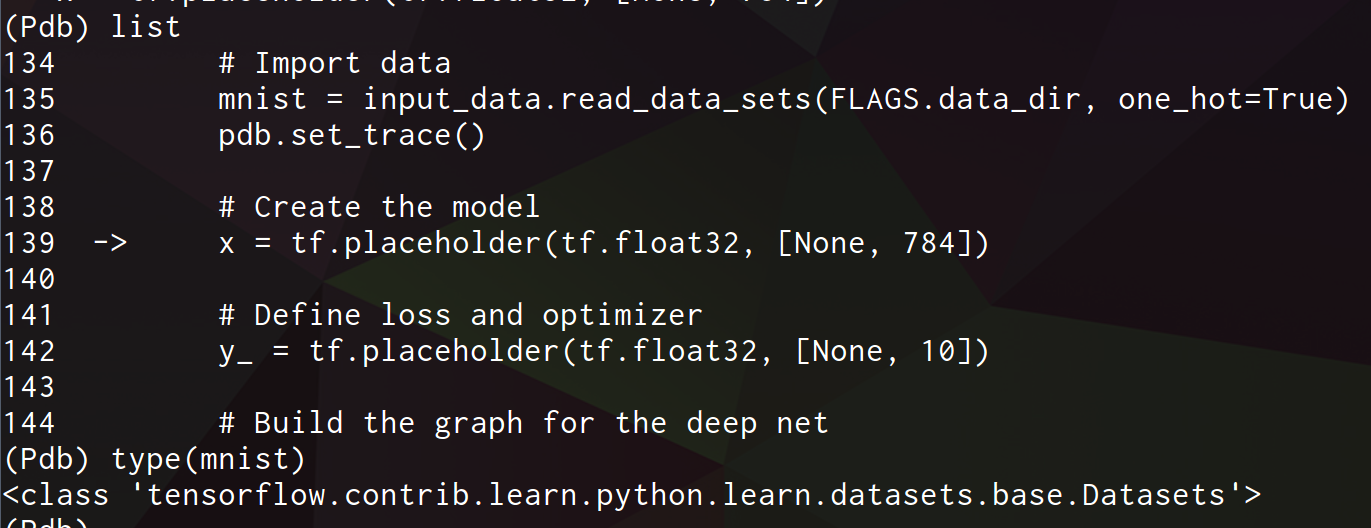 (Pdb) list
134         # Import data
135         mnist = input_data.read_data_sets(FLAGS.data_dir, one_hot=True)
136         pdb.set_trace()
137
138         # Create the model
139  ->     x = tf.placeholder(tf.float32, [None, 784])
140
141         # Define loss and optimizer
142         y_ = tf.placeholder(tf.float32, [None, 10])
143
144         # Build the graph for the deep net
(Pdb) type(mnist)
<class 'tensorflow.contrib.learn.python.learn.datasets.base.Datasets'>
(Pdb)